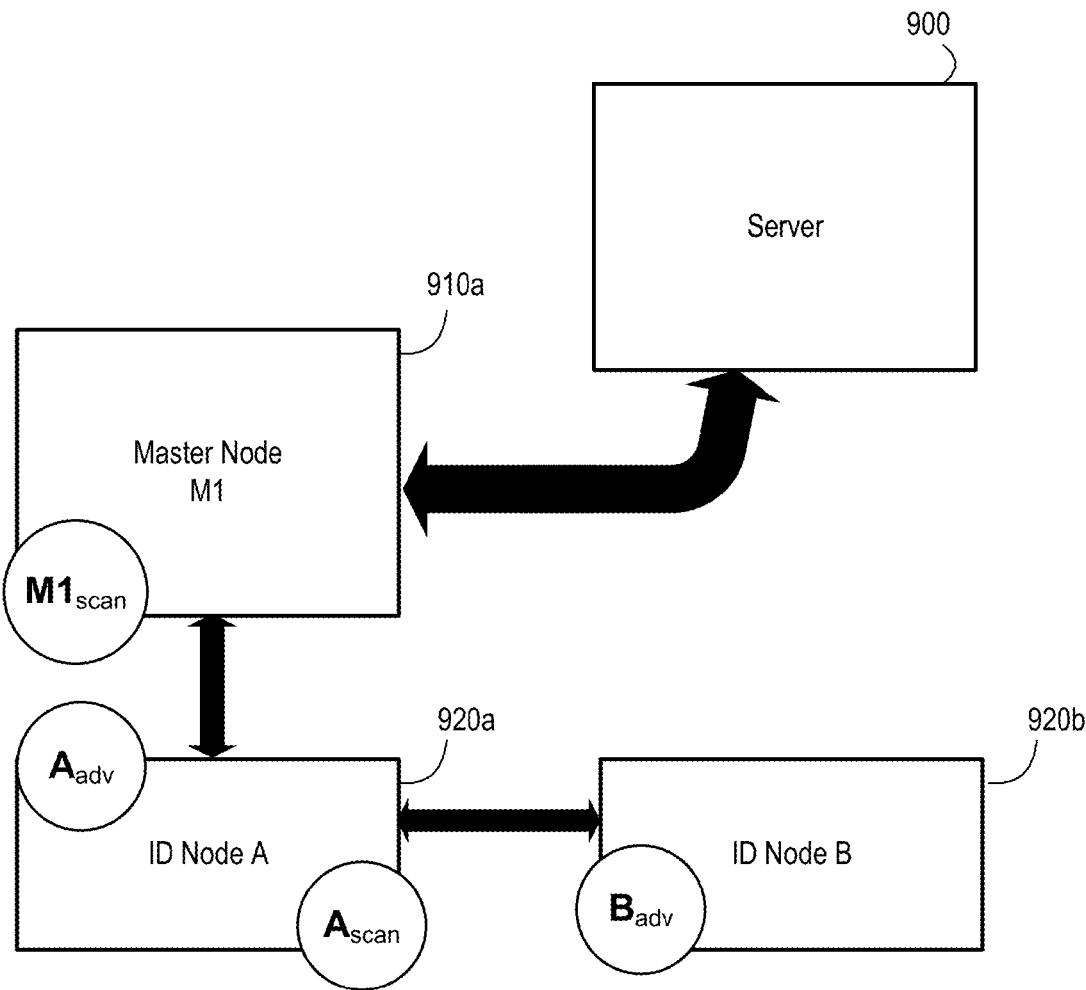 900
Server
910a
Master Node
M1
M1scan
920a
920b
Aadv
ID Node A
ID Node B
Ascan
Badv